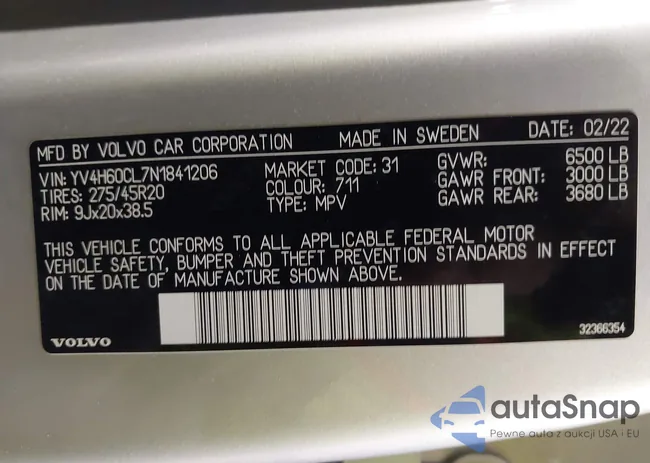 MFD BY VOLVO CAR CORPORATION MADE IN SWEDEN DATE: 02/22
VIN: YV4H60CL7N1841206 MARKET CODE: 31 GVWR: 6500 LB
TIRES: 275/45R20 COLOUR: 711 GAWR FRONT: 3000 LB
RIM: 9Jx20x38.5 TYPE: MPV GAWR REAR: 3680 LB
THIS VEHICLE CONFORMS TO ALL APPLICABLE FEDERAL MOTOR
VEHICLE SAFETY, BUMPER AND THEFT PREVENTION STANDARDS IN EFFECT
ON THE DATE OF MANUFACTURE SHOWN ABOVE.
VOLVO 32366354
autoSnap
Pewne auta z aukcji USA i EU